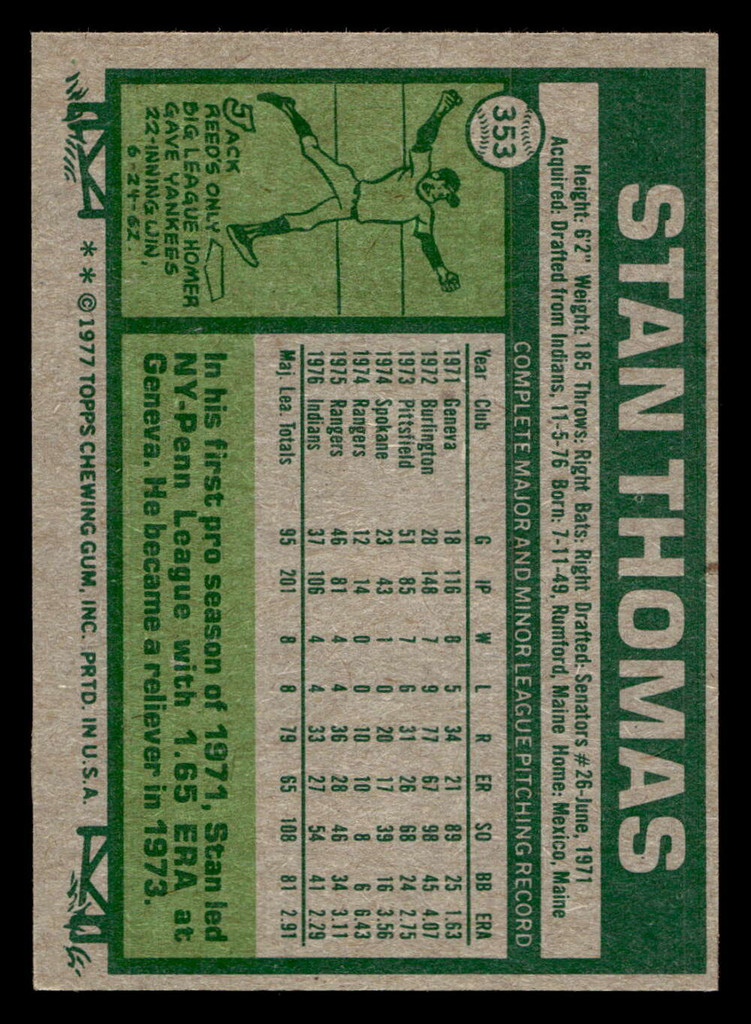 353
STAN THOMAS
Height: 6'2" Weight: 185 Throws: Right Bats: Right Drafted: Senators #26-June, 1971
Acquired: Drafted from Indians, 11-5-76 Born: 7-11-49, Rumford, Maine Home: Mexico, Maine
COMPLETE MAJOR AND MINOR LEAGUE PITCHING RECORD
Year Club G IP W L R ER SO BB ERA
1971 Geneva 18 116 8 5 34 21 89 25 1.63
1972 Burlington 28 148 7 9 77 67 98 45 4.07
1973 Pittsfield 51 85 7 6 31 26 68 24 2.75
1974 Spokane 23 43 1 0 20 17 39 16 3.56
1974 Rangers 12 14 0 0 10 10 8 6 6.43
1975 Rangers 46 81 4 4 36 28 46 34 3.11
1976 Indians 37 106 4 4 33 27 54 41 2.29
Maj. Lea. Totals 95 201 8 8 79 65 108 81 2.91
JACK
REED'S ONLY
BIG LEAGUE HOMER
GAVE YANKEES
22-INNING WIN,
6-24-62.
In his first pro season of 1971, Stan led
NY-Penn League with 1.65 ERA at
Geneva. He became a reliever in 1973.
* * © 1977 TOPPS CHEWING GUM, INC. PRTD. IN U.S.A.